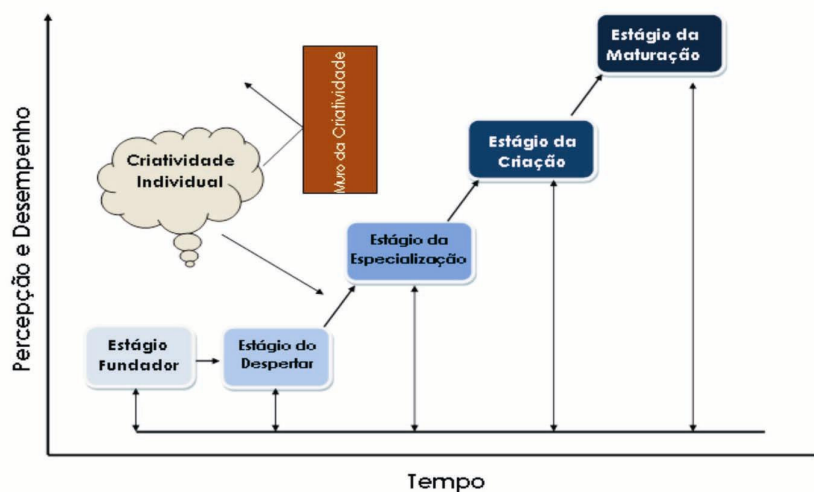 Percepção e Desempenho
Criatividade
Individual
Muro da Criatividade
Estágio da
Maturação
Estágio da
Criação
Estágio da
Especialização
Estágio
Fundador
Estágio do
Despertar
Tempo